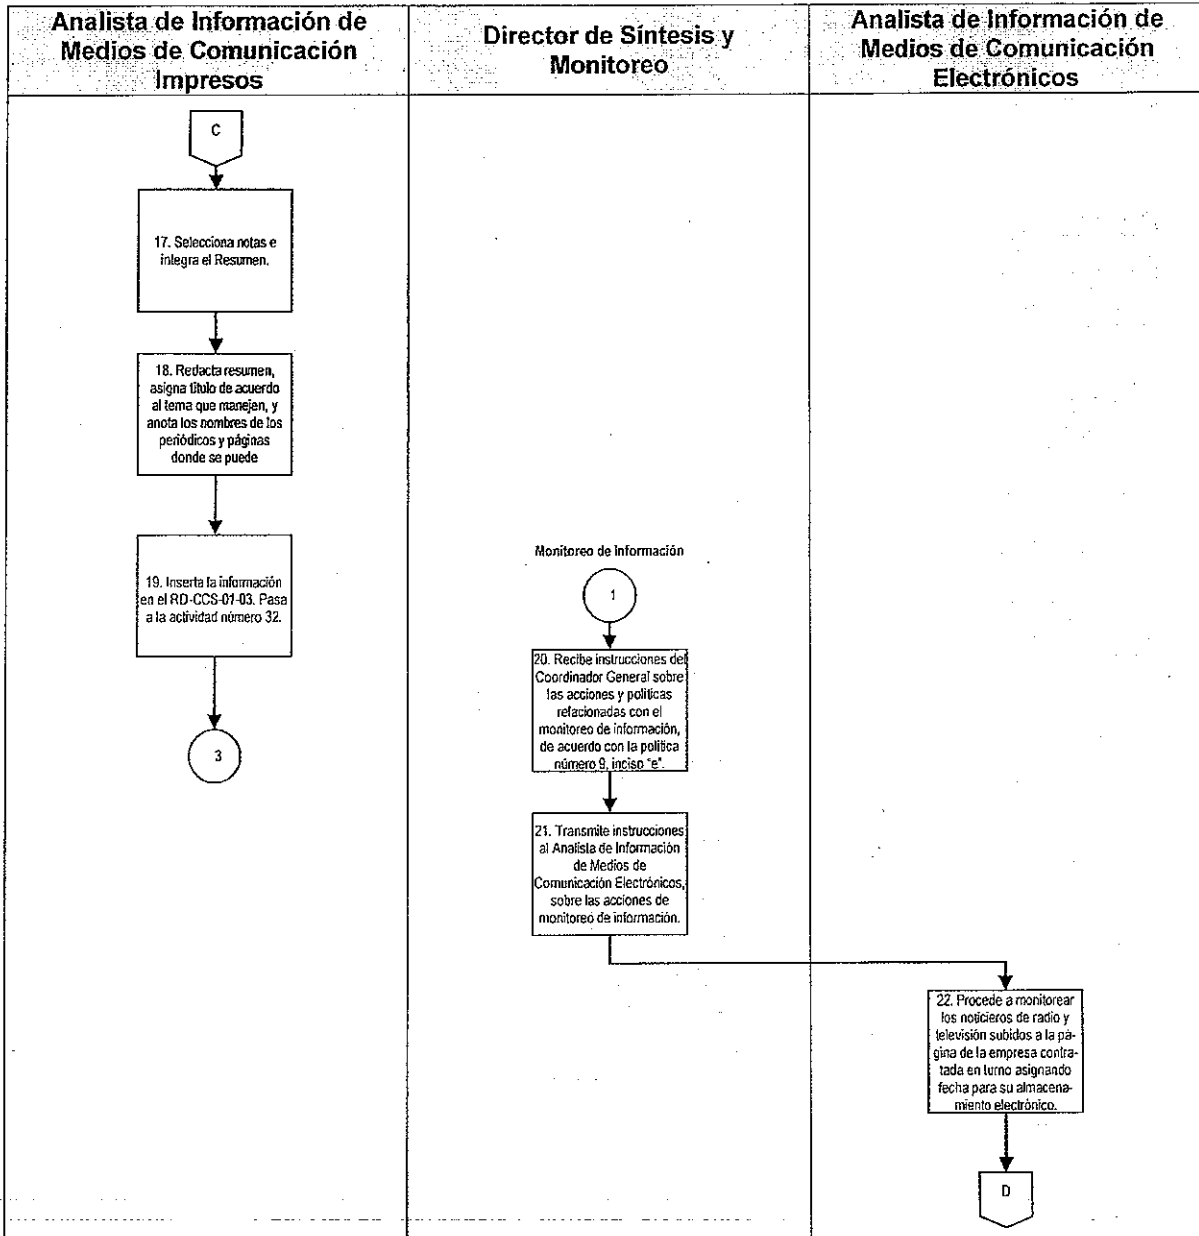 Analista de Información de
Medios de Comunicación
Impresos
Director de Síntesis y
Monitoreo
Analista de Información de
Medios de Comunicación
Electrónicos
C
17. Selecciona notas e
integra el Resumen.
18. Redacta resumen,
asigna título de acuerdo
al tema que manejen, y
anota los nombres de los
periódicos y páginas
donde se puede
19. Inserta la información
en el RD-CCS-01-03. Pasa
a la actividad número 32.
3
Monitoreo de Información
1
20. Recibe instrucciones del
Coordinador General sobre
las acciones y políticas
relacionadas con el
monitoreo de información,
de acuerdo con la política
número 9, inciso "e".
21. Transmite instrucciones
al Analista de Información
de Medios de
Comunicación Electrónicos,
sobre las acciones de
monitoreo de información.
22. Procede a monitorear
los noticieros de radio y
televisión subidos a la pá-
gina de la empresa contra-
tada en turno asignando
fecha para su almacena-
miento electrónico.
D